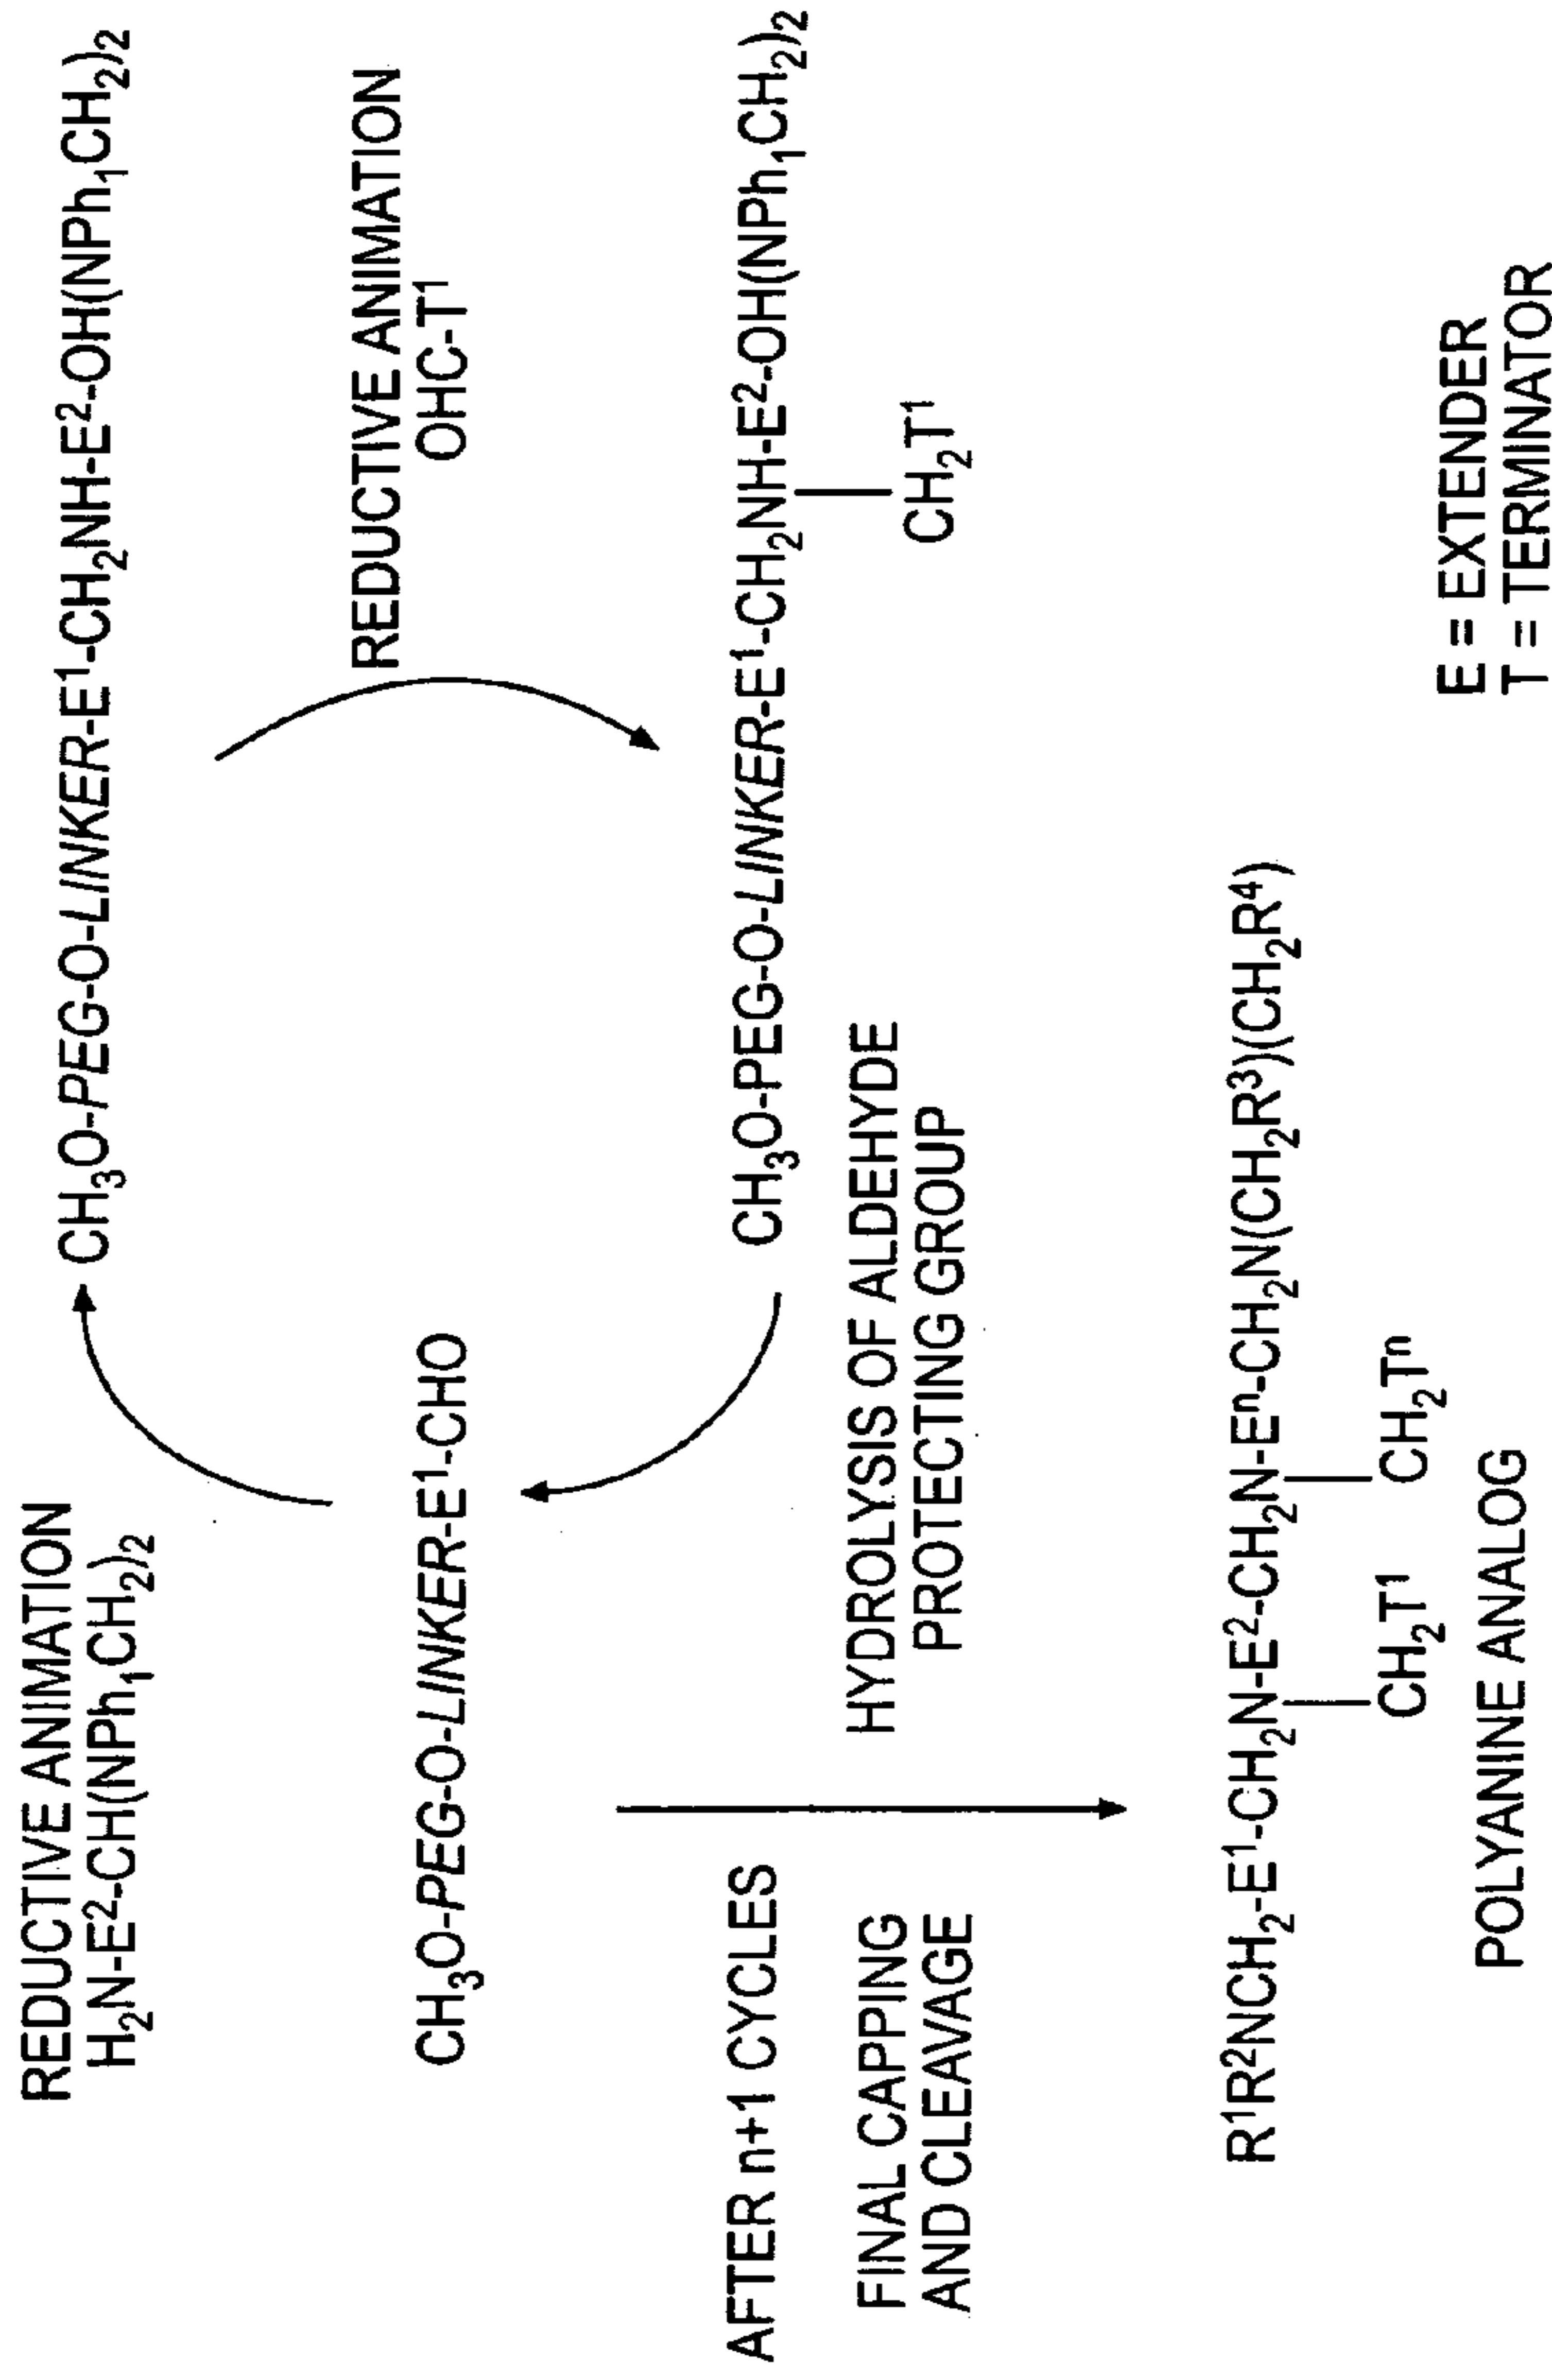 REDUCTIVE ANIMATION
H₂N-E²-CH(NPh₁CH₂)₂
CH₃O-PEG-O-LINKER-E¹-CH₂NH-E²-OH(NPh₁CH₂)₂
CH₃O-PEG-O-LINKER-E¹-CHO
REDUCTIVE ANIMATION
OHC-T¹
AFTER n+1 CYCLES
FINAL CAPPING
AND CLEAVAGE
HYDROLYSIS OF ALDEHYDE
PROTECTING GROUP
CH₃O-PEG-O-LINKER-E¹-CH₂NH-E²-OH(NPh₁CH₂)₂
CH₂T¹
R¹R²NCH₂-E¹-CH₂N-E²-CH₂N-Eⁿ-CH₂N(CH₂R³)(CH₂R⁴)
CH₂T¹
CH₂Tⁿ
POLYANINE ANALOG
E = EXTENDER
T = TERMINATOR